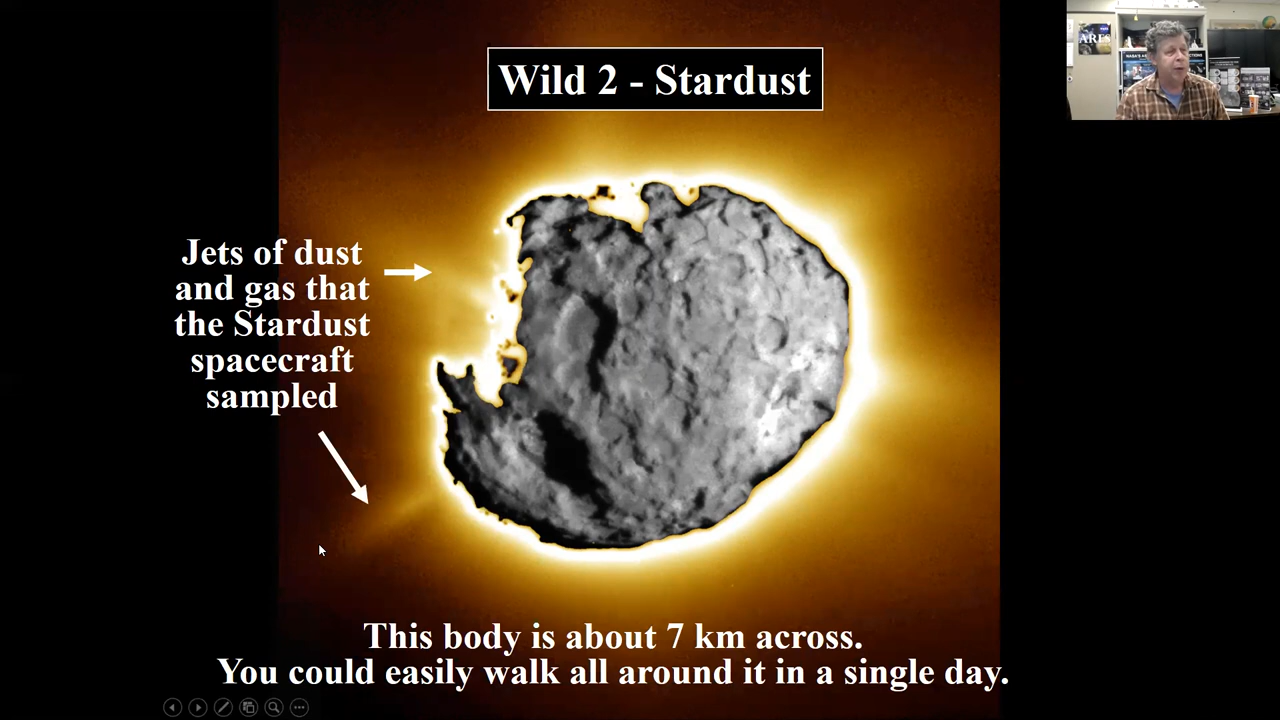 Wild 2 - Stardust
Jets of dust
and gas that
the Stardust
spacecraft
sampled
This body is about 7 km across.
You could easily walk all around it in a single day.
ARES